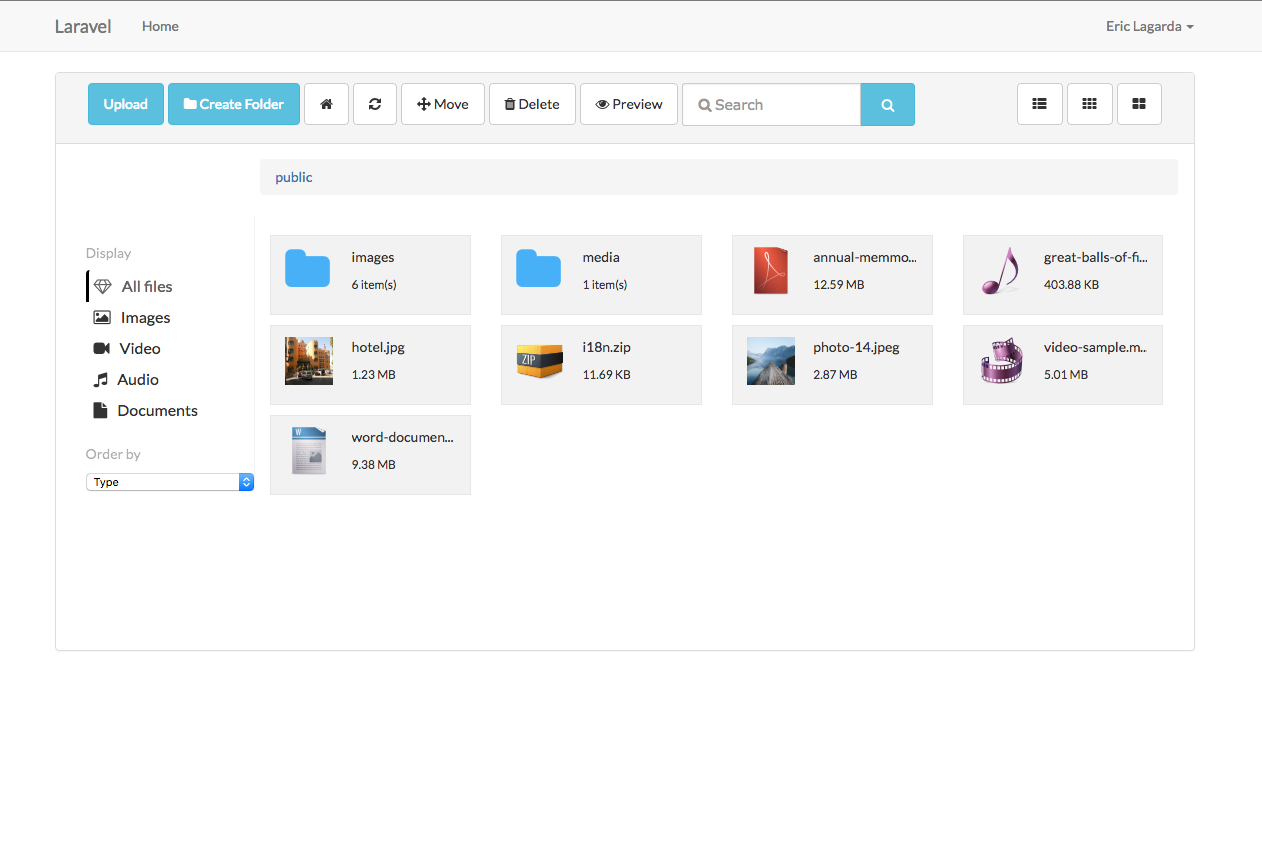 Laravel
Home
Eric Lagarda
Upload
Create Folder
Move
Delete
Preview
Search
public
Display
All files
Images
Video
Audio
Documents
Order by
Type
images
6 item(s)
media
1 item(s)
annual-memmo...
12.59 MB
great-balls-of-fi...
403.88 KB
hotel.jpg
1.23 MB
ZIP
i18n.zip
11.69 KB
photo-14.jpeg
2.87 MB
video-sample.m...
5.01 MB
W
word-documen...
9.38 MB